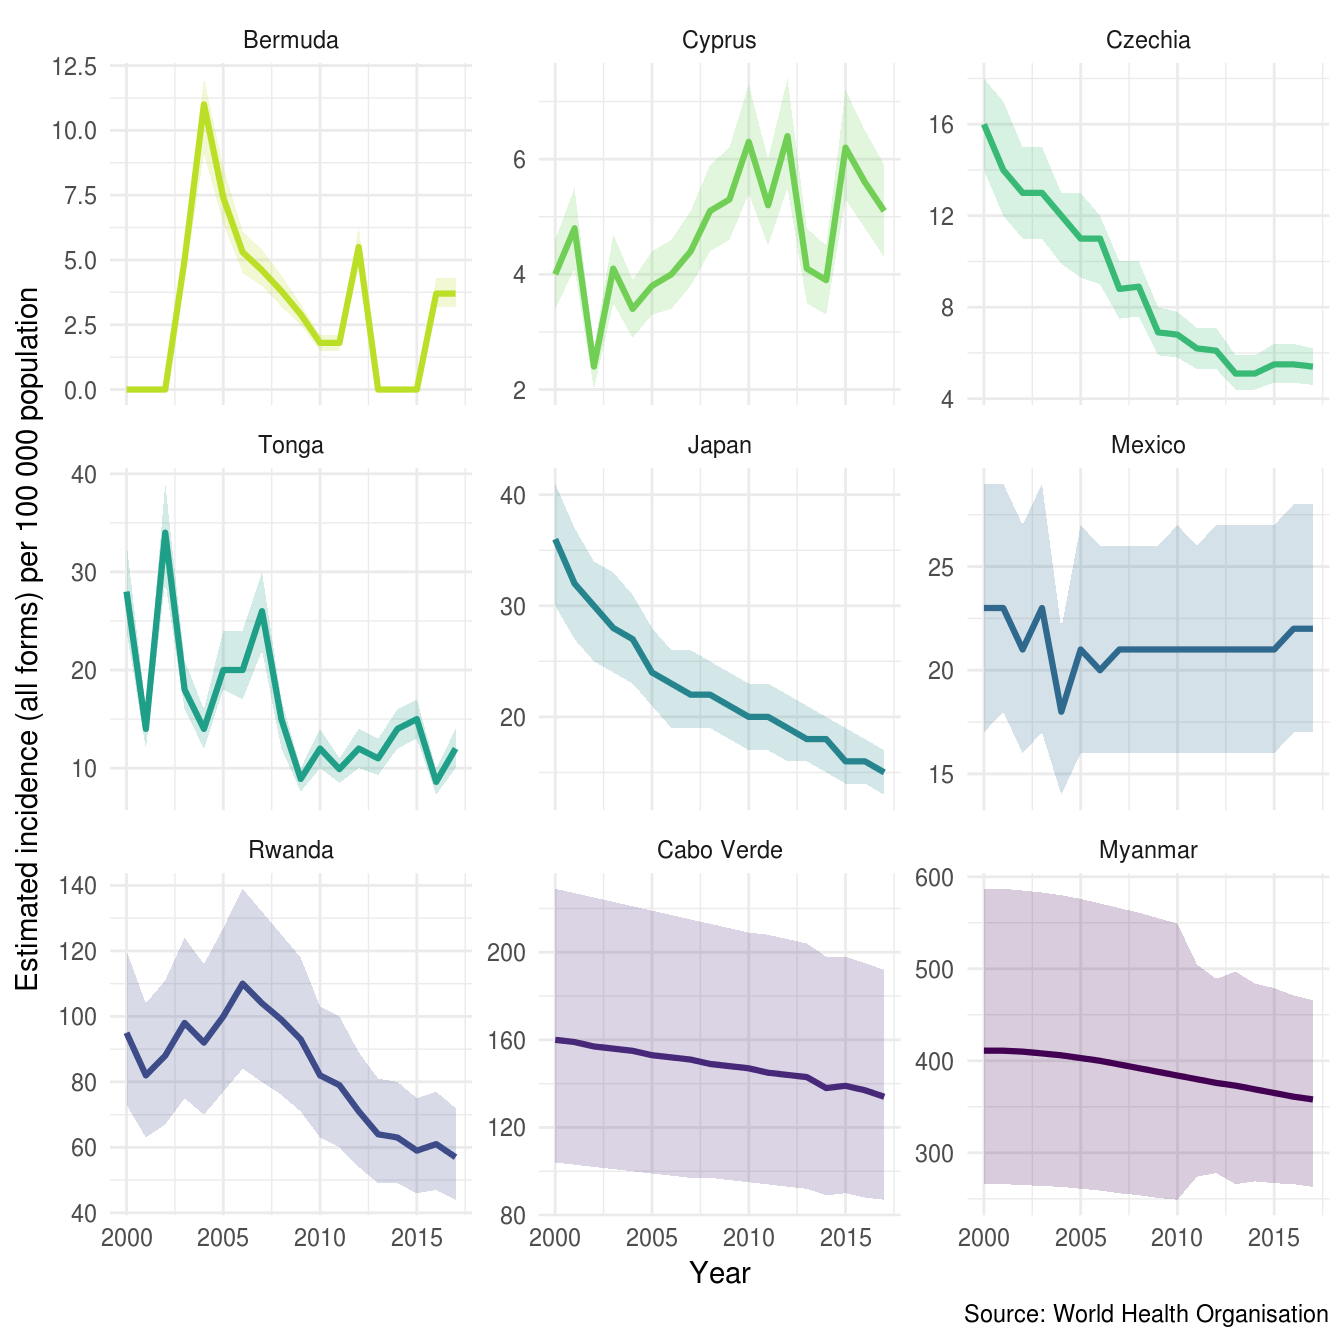 Bermuda
Cyprus
Czechia
12.5
10.0
7.5
5.0
2.5
0.0
6
4
2
16
12
8
4
Tonga
Japan
Mexico
40
30
20
10
40
30
20
25
20
15
Rwanda
Cabo Verde
Myanmar
140
120
100
80
60
40
200
160
120
80
600
500
400
300
2000 2005 2010 2015
2000 2005 2010 2015
2000 2005 2010 2015
Estimated incidence (all forms) per 100 000 population
Year
Source: World Health Organisation